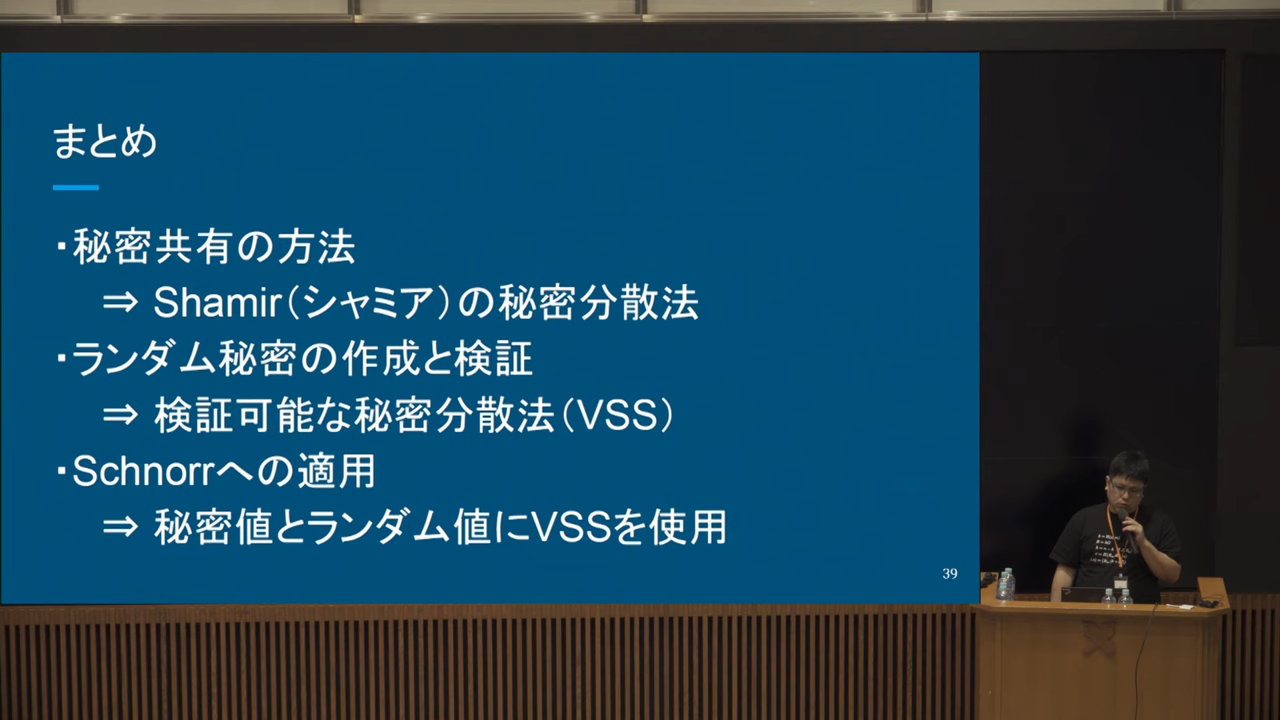 まとめ
・秘密共有の方法
⇒ Shamir（シャミア）の秘密分散法
・ランダム秘密の作成と検証
⇒ 検証可能な秘密分散法（VSS）
・Schnorrへの適用
⇒ 秘密値とランダム値にVSSを使用
39